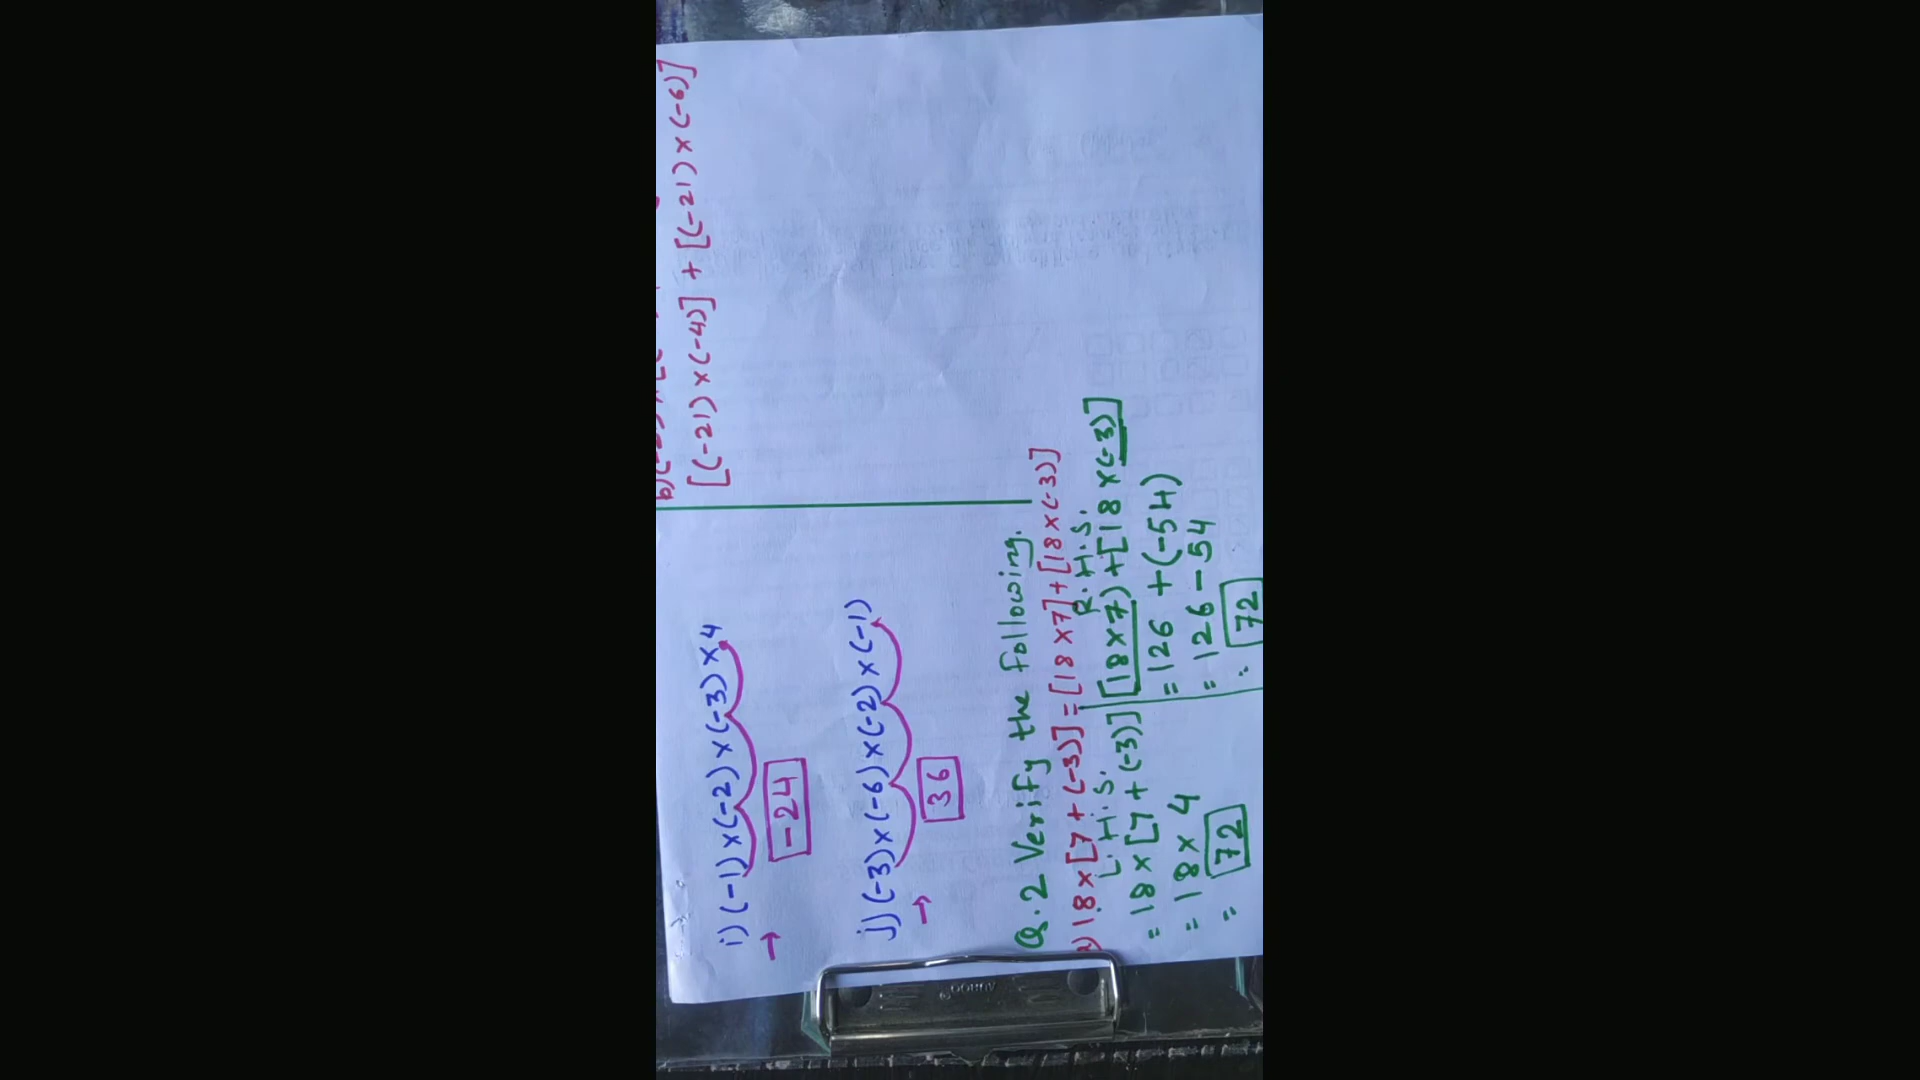 i) (-1)×(-2)×(-3)×4
→ -24
j) (-3)×(-6)×(-2)×(-1)
→ 36
[(-21)×(-4)]+[(-21)×(-6)]
Q.2 Verify the following.
a) 18×[7+(-3)]=[18×7]+[18×(-3)]
L.H.S.
=18×[7+(-3)]
=18×4
=72
R.H.S.
[18×7)+[18×(-3)]
=126+(-54)
=126-54
∴ 72
AUROO